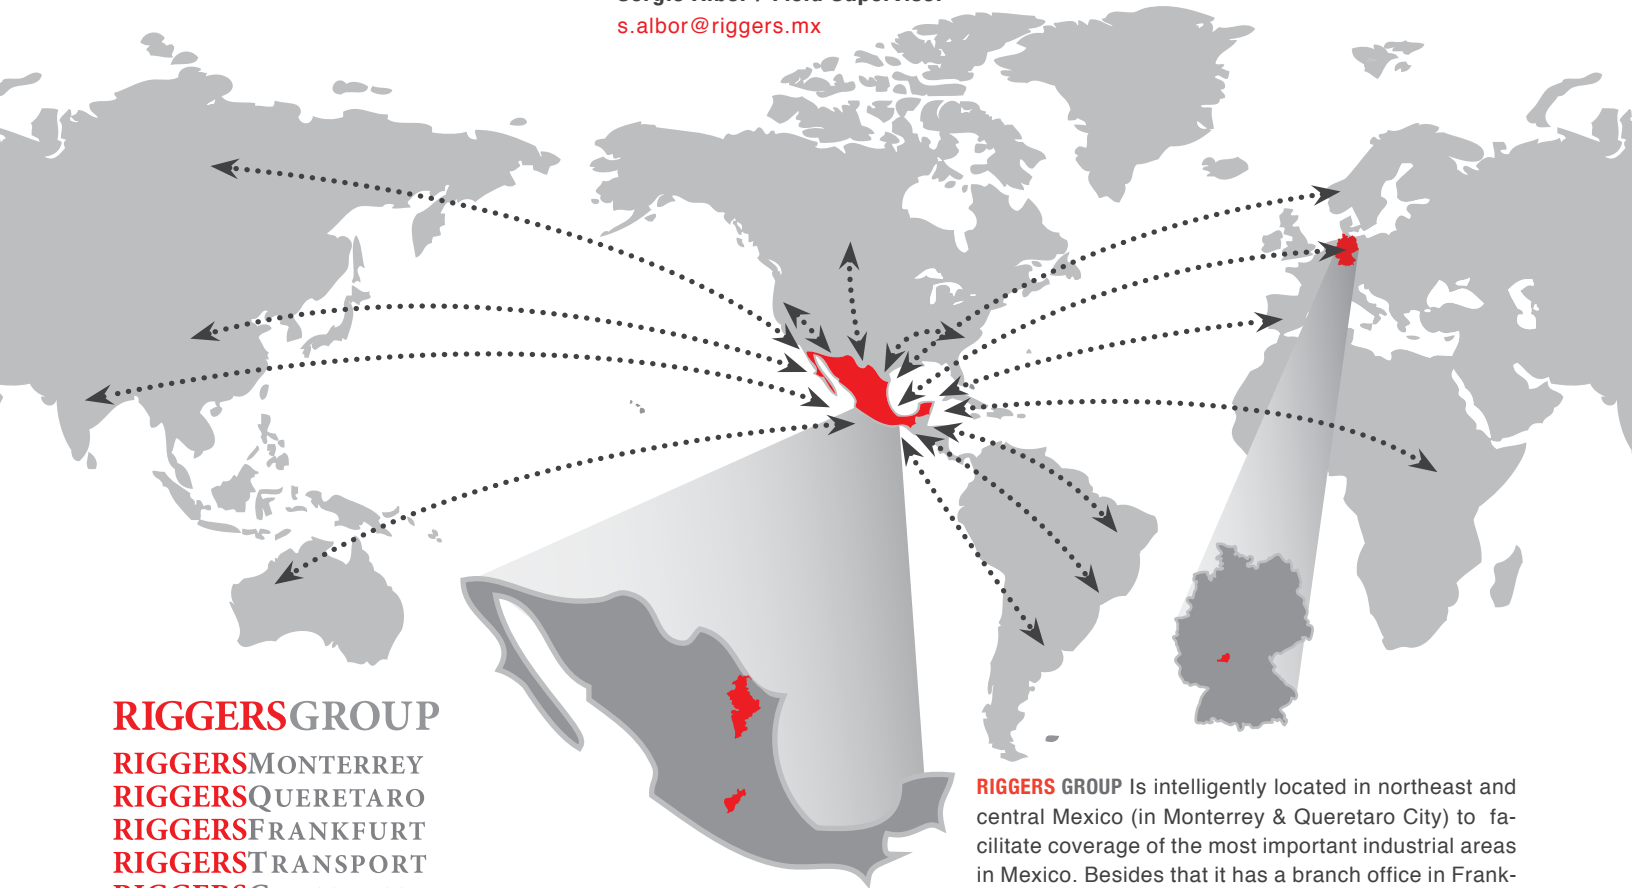 s.albor@riggers.mx
RIGGERSGROUP
RIGGERSMONTERREY
RIGGERSQUERETARO
RIGGERSFRANKFURT
RIGGERSTRANSPORT
RIGGERS GROUP Is intelligently located in northeast and
central Mexico (in Monterrey & Queretaro City) to fa-
cilitate coverage of the most important industrial areas
in Mexico. Besides that it has a branch office in Frank-